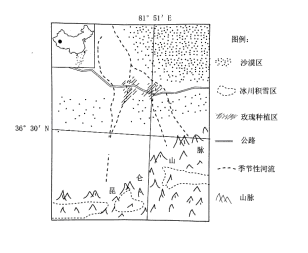 81° 51′ E
图例：
沙漠区
冰川积雪区
玫瑰种植区
公路
季节性河流
山脉
36° 30′ N
昆 仑 山 脉